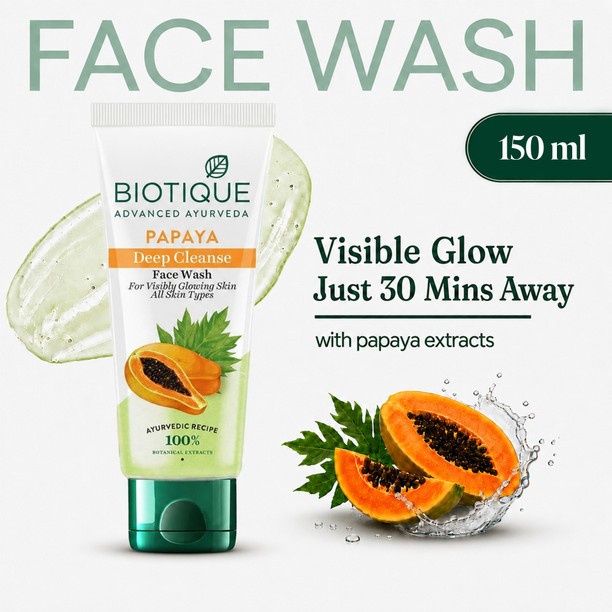 FACE WASH
150 ml
BIOTIQUE
ADVANCED AYURVEDA
PAPAYA
Deep Cleanse
Face Wash
For Visibly Glowing Skin
All Skin Types
AYURVEDIC RECIPE
100%
BOTANICAL EXTRACTS
Visible Glow
Just 30 Mins Away
with papaya extracts